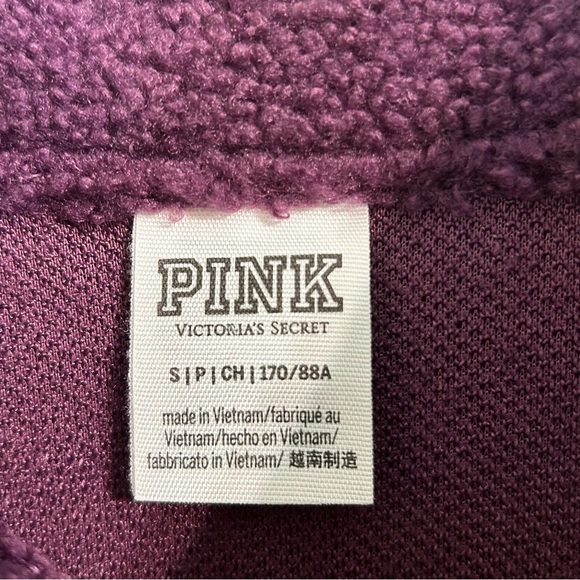 PINK
VICTORIA'S SECRET
S | P | CH | 170/88A
made in Vietnam/fabriqué au
Vietnam/hecho en Vietnam/
fabbricato in Vietnam/ 越南制造